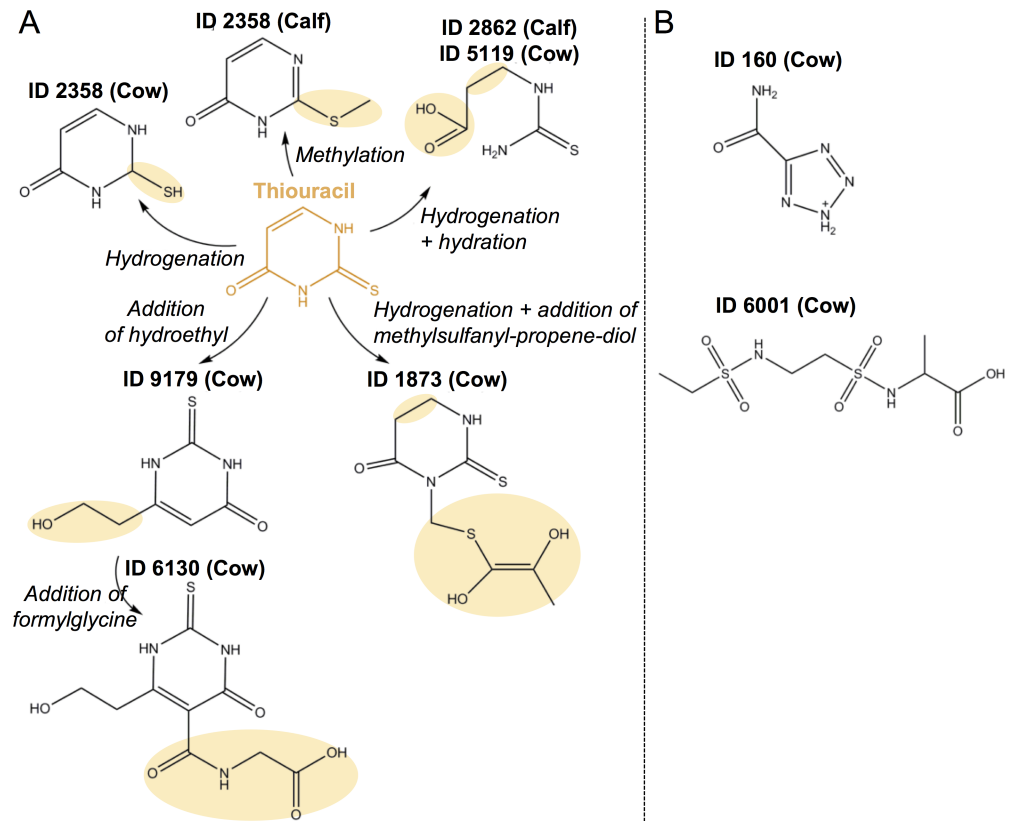 A
B
ID 2358 (Calf)
ID 2862 (Calf)
ID 5119 (Cow)
ID 160 (Cow)
ID 2358 (Cow)
N
NH
O
S
HO
NH
O
H₂N
S
NH₂
O
N
N
N
N
+
H₂
NH
O
N
H
SH
N
H
Methylation
Thiouracil
NH
O
N
H
S
Hydrogenation
+ hydration
Hydrogenation
Addition
of hydroethyl
Hydrogenation + addition of
methylsulfanyl-propene-diol
ID 6001 (Cow)
O
S
O
H
N
O
S
O
N
H
OH
O
ID 9179 (Cow)
S
HN
NH
HO
O
ID 1873 (Cow)
NH
O
N
S
S
OH
HO
ID 6130 (Cow)
Addition of
formylglycine
S
HN
NH
HO
O
O
N
H
OH
O